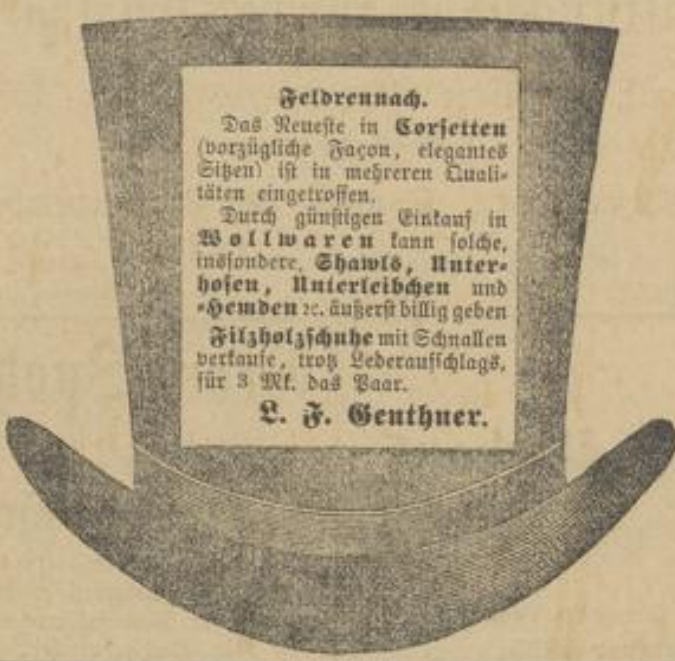 Feldrennach.
Das Neueste in Corsetten
(vorzügliche Façon, elegantes
Sitzen) ist in mehreren Quali-
täten eingetroffen.
Durch günstigen Einkauf in
Wollwaren kann solche,
inssondere, Shawls, Unter-
hosen, Unterleibchen und
-Hemden ꝛc. äußerst billig geben
Filzholzschuhe mit Schnallen
verkaufe, trotz Lederaufschlags,
für 3 Mk. das Paar.
L. F. Genthner.